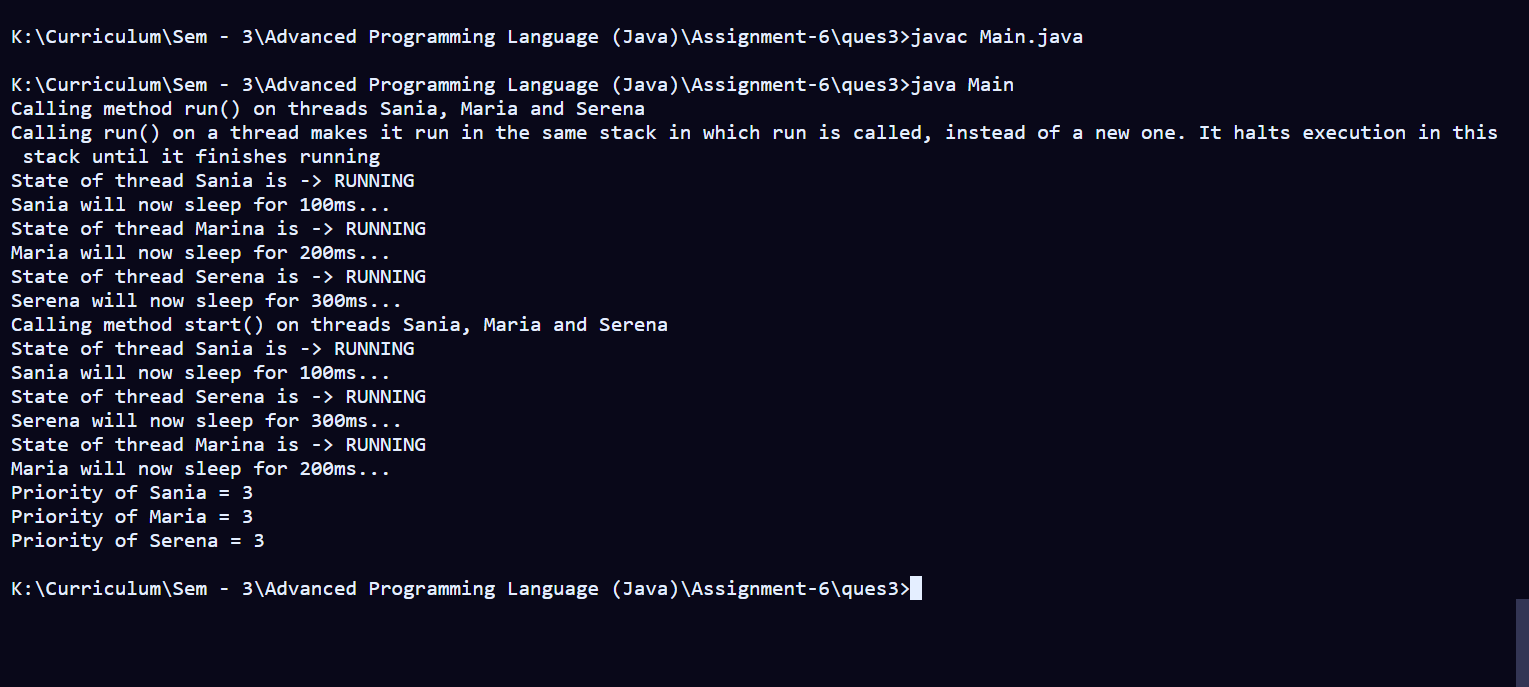 K:\Curriculum\Sem - 3\Advanced Programming Language (Java)\Assignment-6\ques3>javac Main.java
K:\Curriculum\Sem - 3\Advanced Programming Language (Java)\Assignment-6\ques3>java Main
Calling method run() on threads Sania, Maria and Serena
Calling run() on a thread makes it run in the same stack in which run is called, instead of a new one. It halts execution in this
 stack until it finishes running
State of thread Sania is -> RUNNING
Sania will now sleep for 100ms...
State of thread Marina is -> RUNNING
Maria will now sleep for 200ms...
State of thread Serena is -> RUNNING
Serena will now sleep for 300ms...
Calling method start() on threads Sania, Maria and Serena
State of thread Sania is -> RUNNING
Sania will now sleep for 100ms...
State of thread Serena is -> RUNNING
Serena will now sleep for 300ms...
State of thread Marina is -> RUNNING
Maria will now sleep for 200ms...
Priority of Sania = 3
Priority of Maria = 3
Priority of Serena = 3
K:\Curriculum\Sem - 3\Advanced Programming Language (Java)\Assignment-6\ques3>